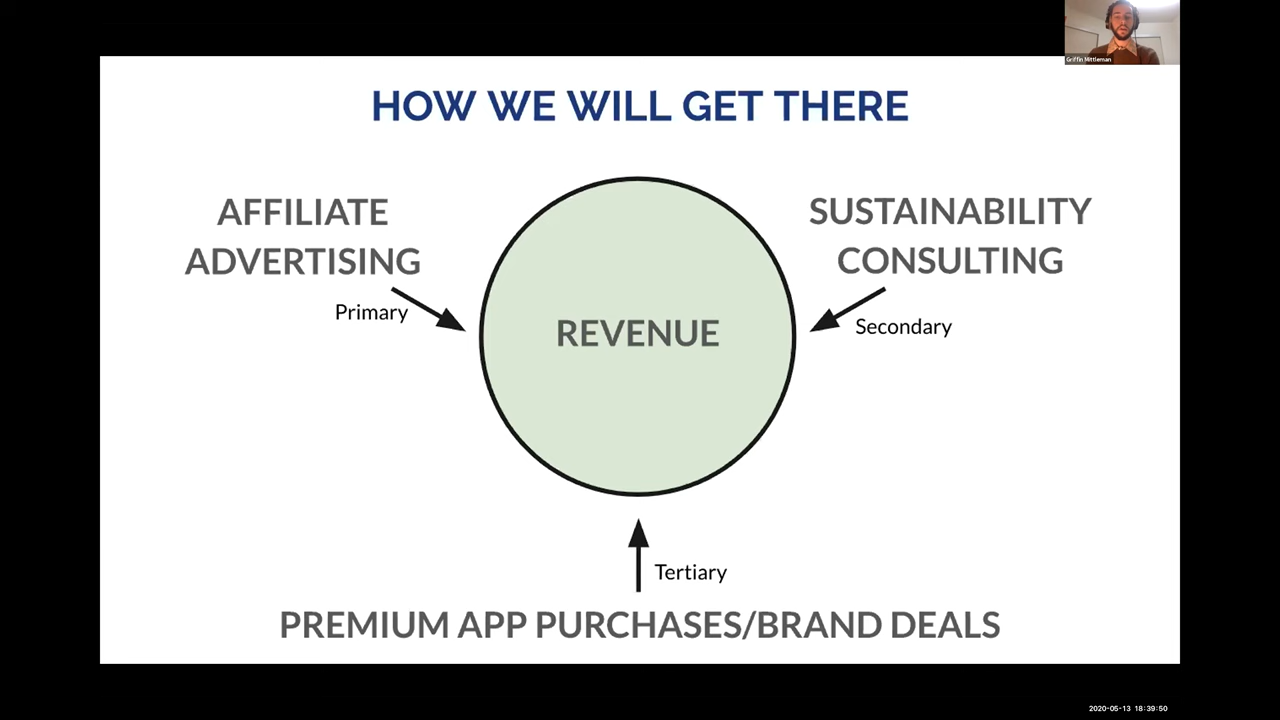 Griffin Mittleman
HOW WE WILL GET THERE
AFFILIATE
ADVERTISING
SUSTAINABILITY
CONSULTING
Primary
Secondary
REVENUE
Tertiary
PREMIUM APP PURCHASES/BRAND DEALS
2020-05-13 18:39:50